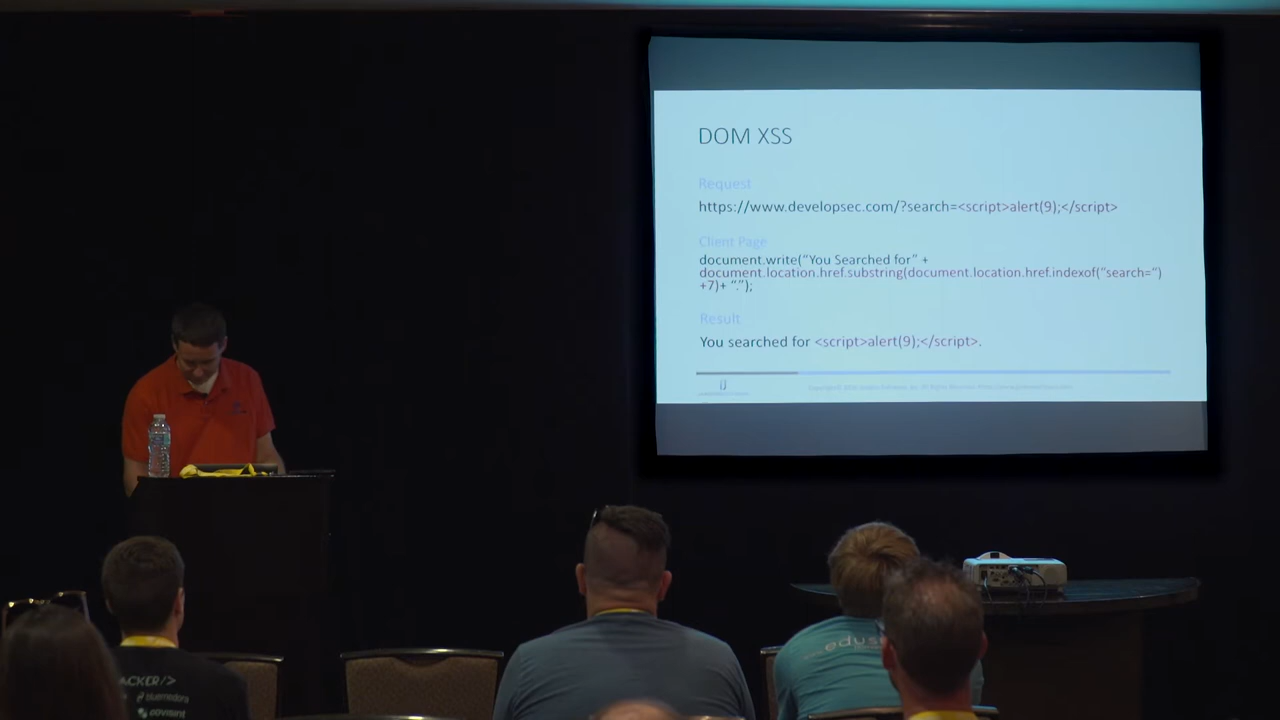 DOM XSS
Request
https://www.developsec.com/?search=<script>alert(9);</script>
Client Page
document.write(“You Searched for” +
document.location.href.substring(document.location.href.indexof(“search=”)
+7)+ “.”);
Result
You searched for <script>alert(9);</script>.
ACKER/>
bluemedora
covisint